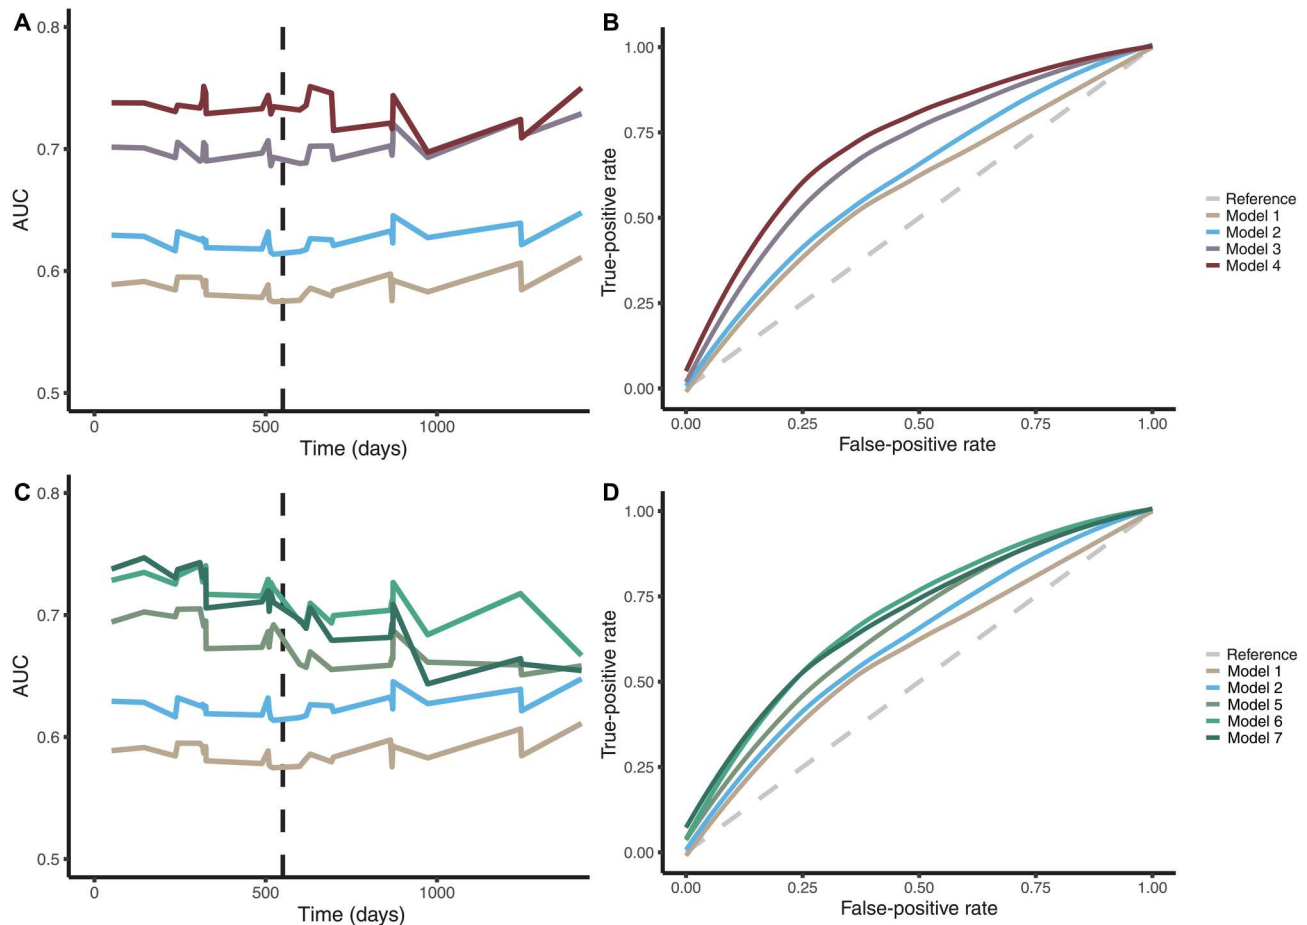 A
0.8
0.7
0.6
0.5
AUC
0
500
1000
Time (days)
B
1.00
0.75
0.50
0.25
0.00
True-positive rate
0.00
0.25
0.50
0.75
1.00
False-positive rate
Reference
Model 1
Model 2
Model 3
Model 4
C
0.8
0.7
0.6
0.5
AUC
0
500
1000
Time (days)
D
1.00
0.75
0.50
0.25
0.00
True-positive rate
0.00
0.25
0.50
0.75
1.00
False-positive rate
Reference
Model 1
Model 2
Model 5
Model 6
Model 7